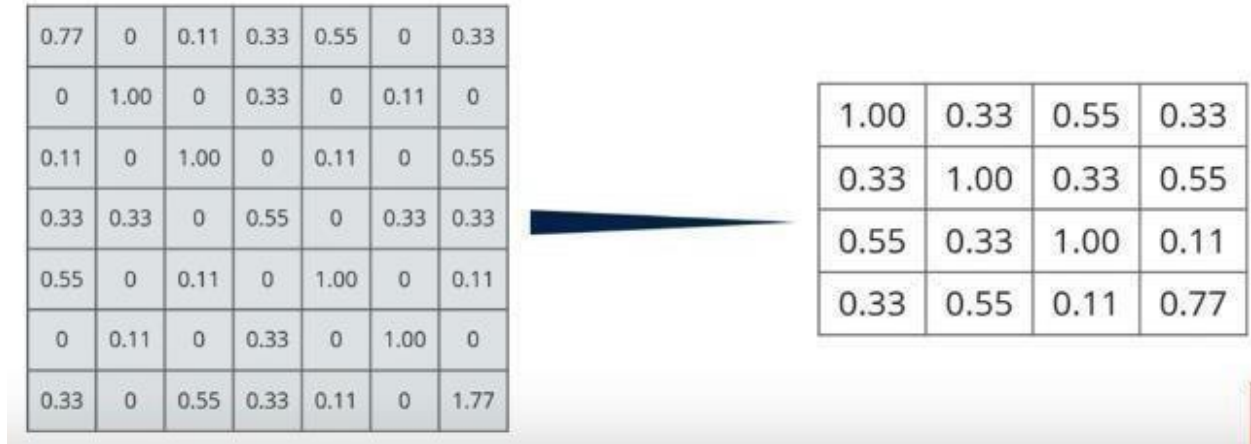 0.77 0 0.11 0.33 0.55 0 0.33
0 1.00 0 0.33 0 0.11 0
0.11 0 1.00 0 0.11 0 0.55
0.33 0.33 0 0.55 0 0.33 0.33
0.55 0 0.11 0 1.00 0 0.11
0 0.11 0 0.33 0 1.00 0
0.33 0 0.55 0.33 0.11 0 1.77
1.00 0.33 0.55 0.33
0.33 1.00 0.33 0.55
0.55 0.33 1.00 0.11
0.33 0.55 0.11 0.77